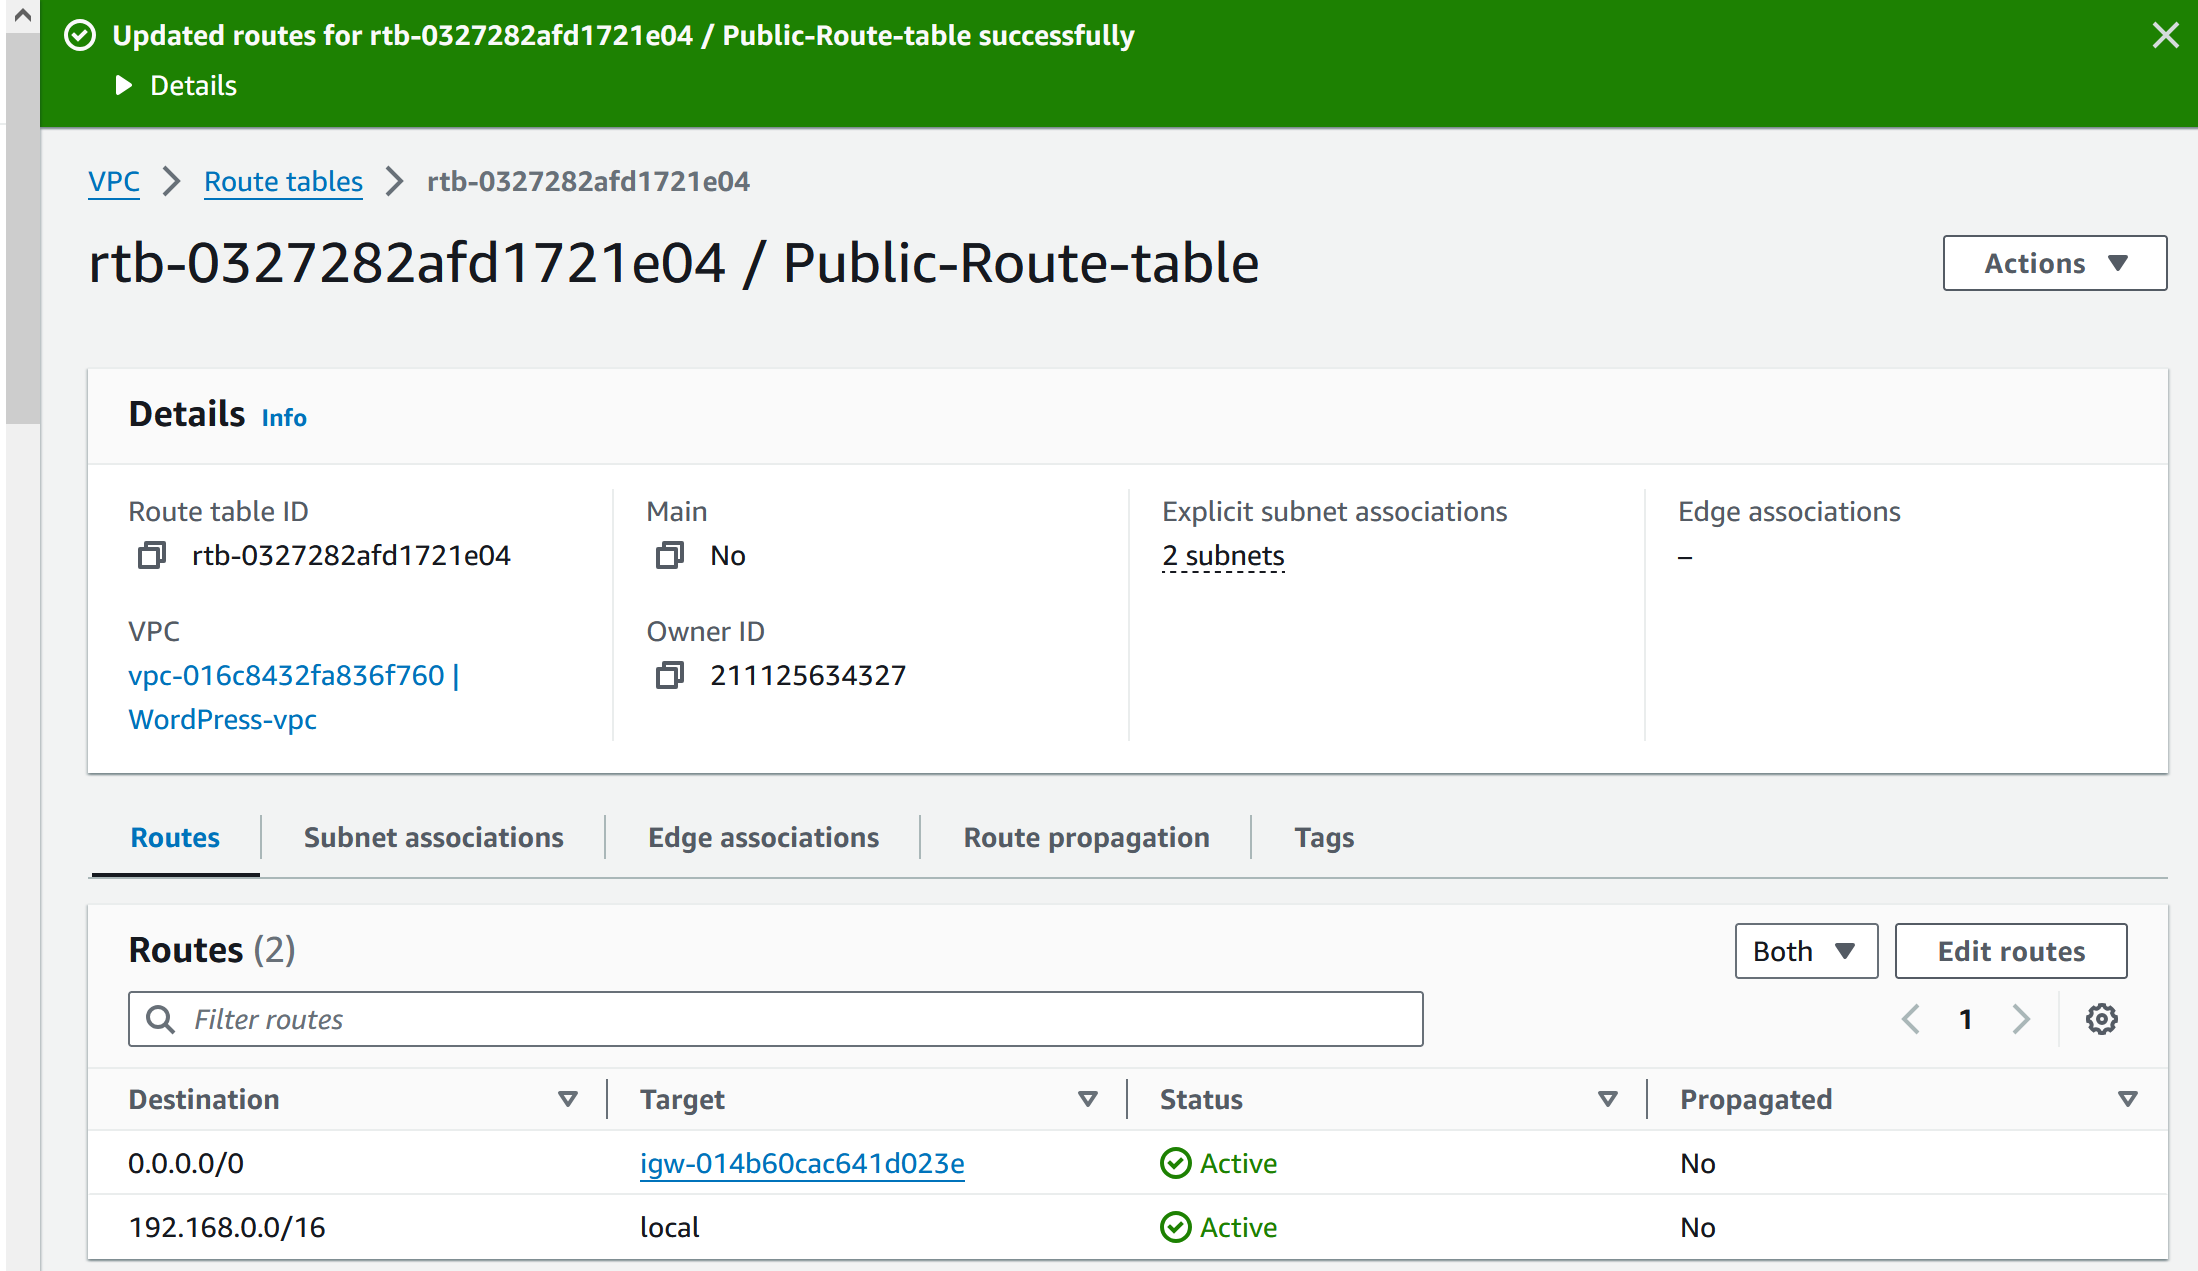 Updated routes for rtb-0327282afd1721e04 / Public-Route-table successfully
Details
VPC > Route tables > rtb-0327282afd1721e04
rtb-0327282afd1721e04 / Public-Route-table
Actions
Details Info
Route table ID
rtb-0327282afd1721e04
Main
No
Explicit subnet associations
2 subnets
Edge associations
–
VPC
vpc-016c8432fa836f760 |
WordPress-vpc
Owner ID
211125634327
Routes Subnet associations Edge associations Route propagation Tags
Routes (2)
Both Edit routes
Filter routes
1
Destination Target Status Propagated
0.0.0.0/0 igw-014b60cac641d023e Active No
192.168.0.0/16 local Active No